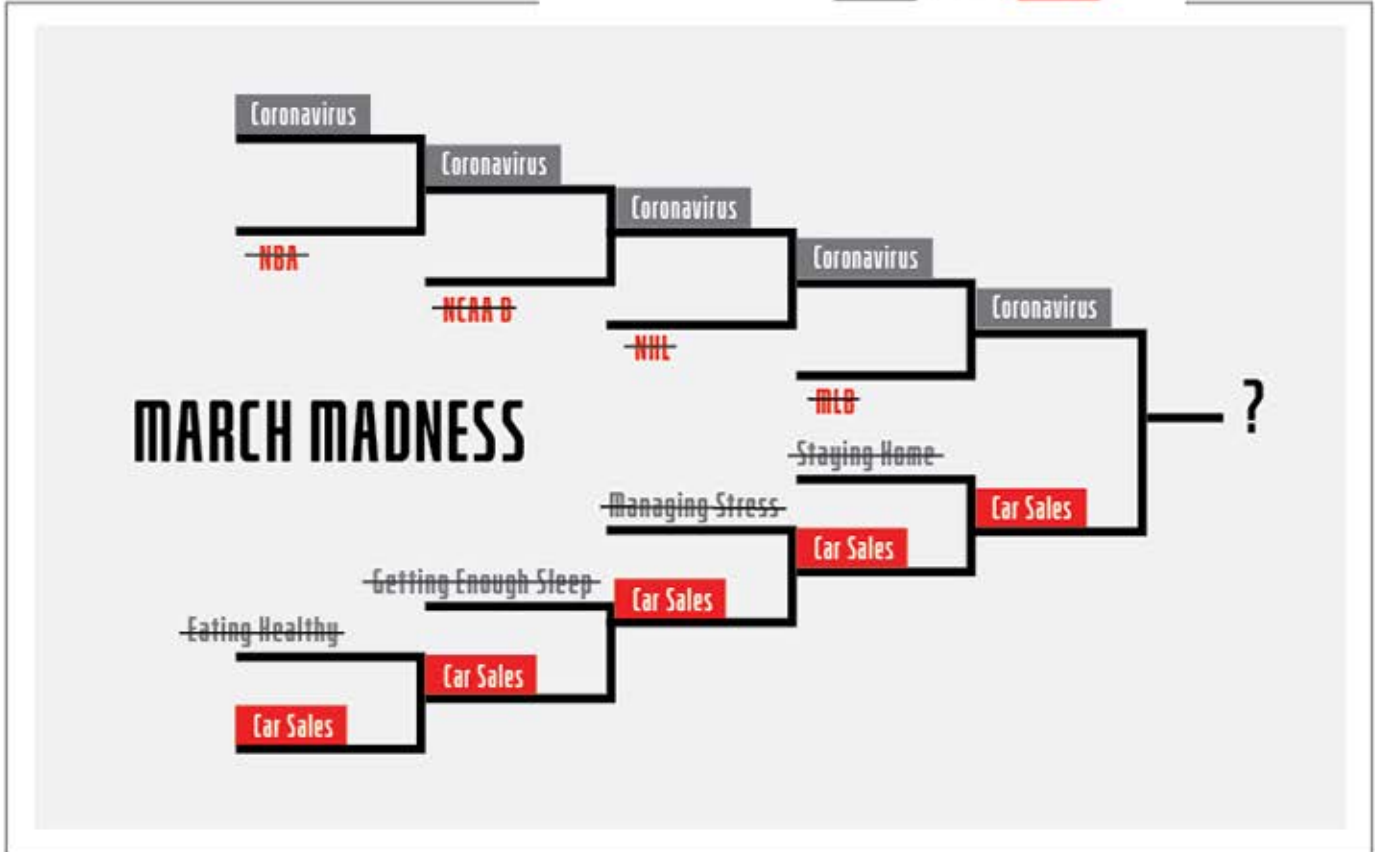 Coronavirus
Coronavirus
Coronavirus
Coronavirus
Coronavirus
NBA
NCAA B
NHL
MLB
MARCH MADNESS
?
Staying Home
Managing Stress
Getting Enough Sleep
Eating Healthy
Car Sales
Car Sales
Car Sales
Car Sales
Car Sales